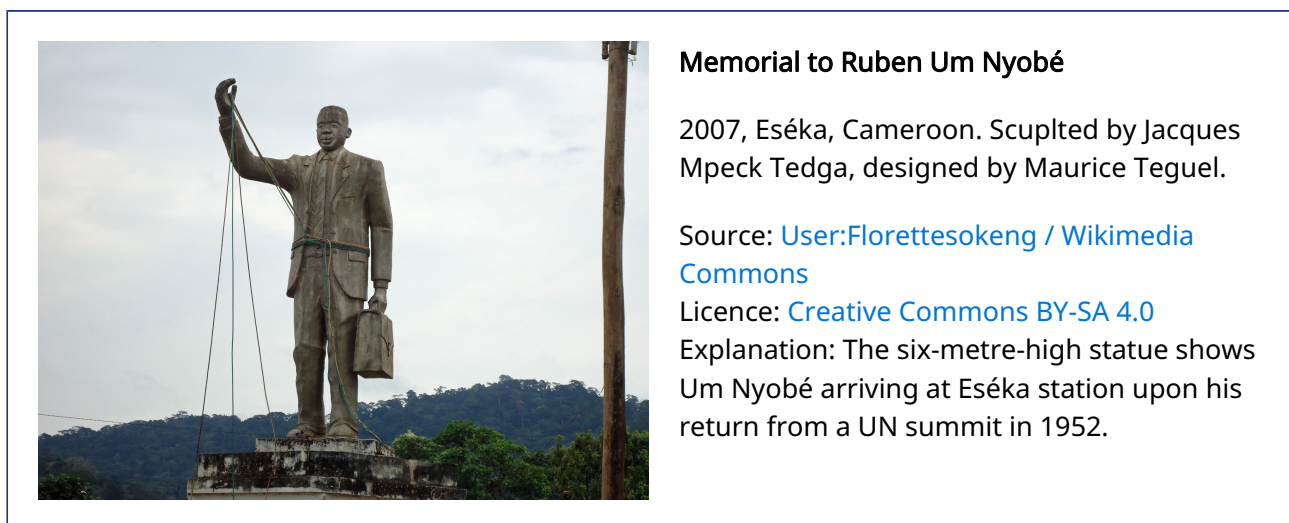 Memorial to Ruben Um Nyobé
2007, Eséka, Cameroon. Scuplted by Jacques
Mpeck Tedga, designed by Maurice Teguel.
Source: User:Florettesokeng / Wikimedia
Commons
Licence: Creative Commons BY-SA 4.0
Explanation: The six-metre-high statue shows
Um Nyobé arriving at Eséka station upon his
return from a UN summit in 1952.